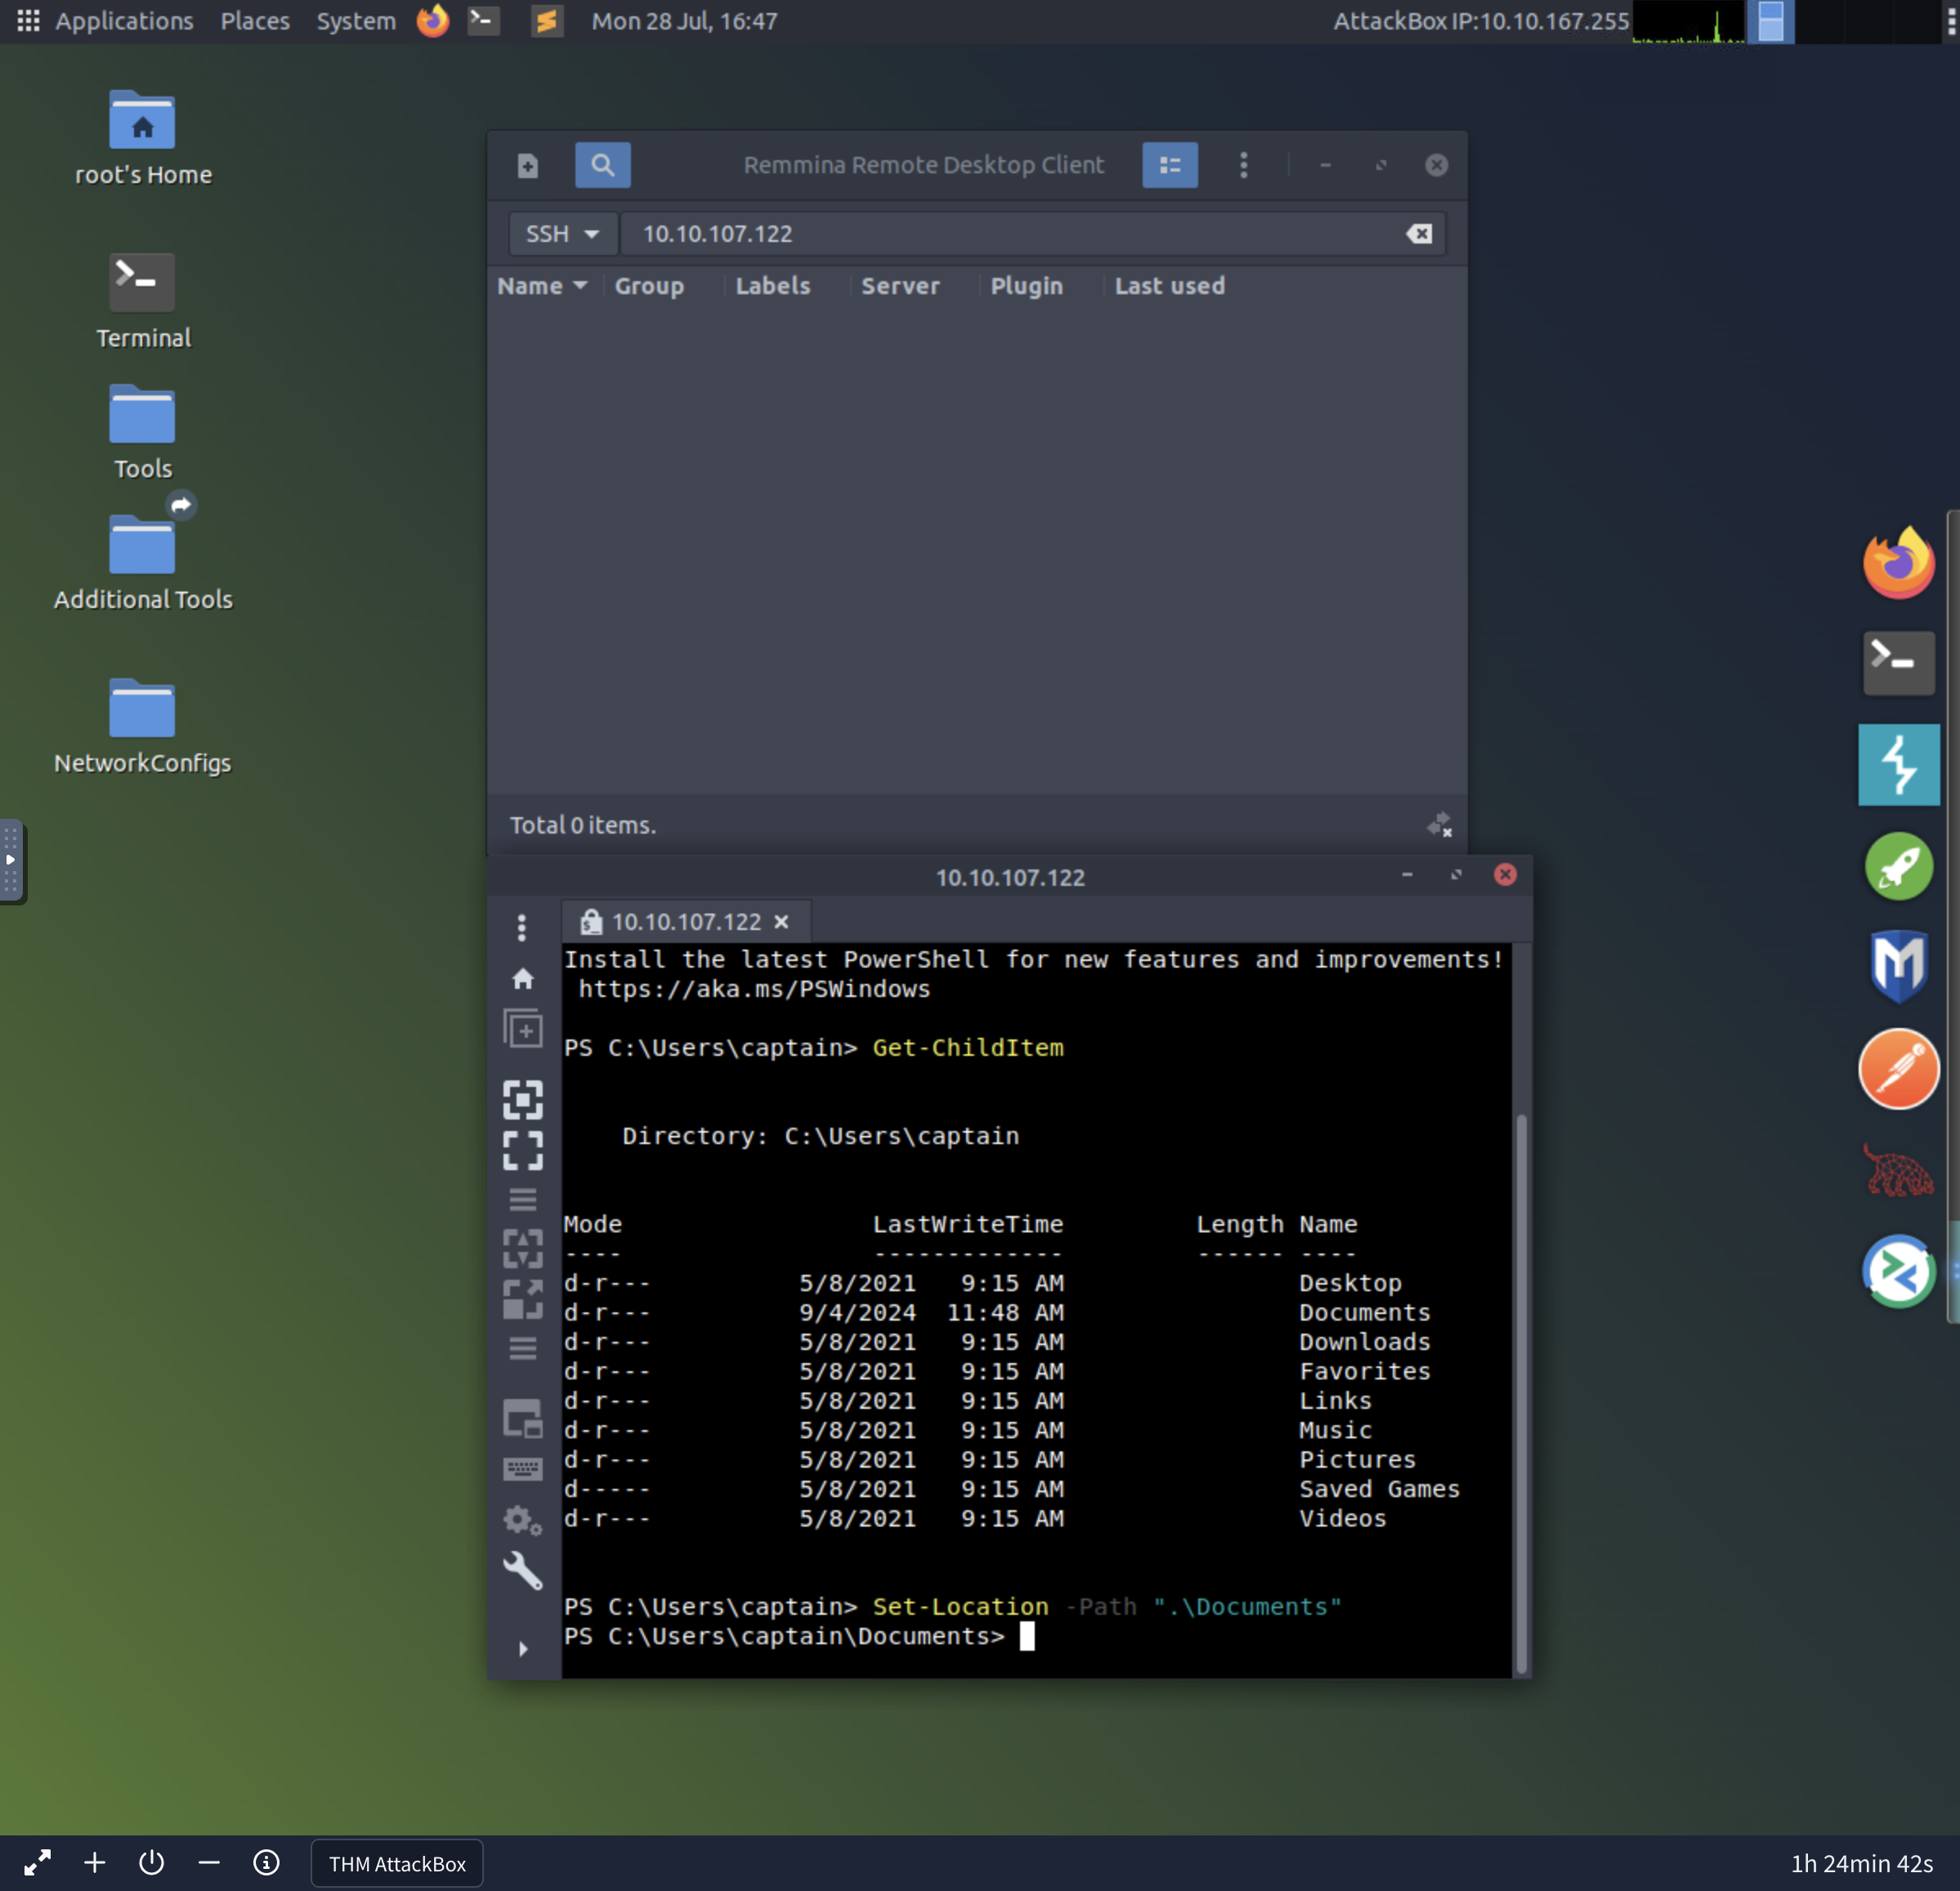 Applications Places System Mon 28 Jul, 16:47 AttackBox IP:10.10.167.255
root's Home
Terminal
Tools
Additional Tools
NetworkConfigs
Remmina Remote Desktop Client
SSH 10.10.107.122
Name Group Labels Server Plugin Last used
Total 0 items.
10.10.107.122
10.10.107.122
Install the latest PowerShell for new features and improvements!
https://aka.ms/PSWindows
PS C:\Users\captain> Get-ChildItem
Directory: C:\Users\captain
Mode LastWriteTime Length Name
---- ------------- ------ ----
d-r--- 5/8/2021 9:15 AM Desktop
d-r--- 9/4/2024 11:48 AM Documents
d-r--- 5/8/2021 9:15 AM Downloads
d-r--- 5/8/2021 9:15 AM Favorites
d-r--- 5/8/2021 9:15 AM Links
d-r--- 5/8/2021 9:15 AM Music
d-r--- 5/8/2021 9:15 AM Pictures
d----- 5/8/2021 9:15 AM Saved Games
d-r--- 5/8/2021 9:15 AM Videos
PS C:\Users\captain> Set-Location -Path ".\Documents"
PS C:\Users\captain\Documents>
THM AttackBox 1h 24min 42s